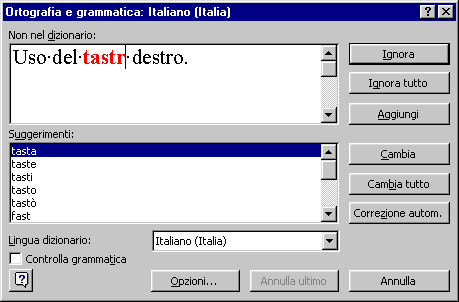 Ortografia e grammatica: Italiano (Italia)
Non nel dizionario:
Uso·del·tastr·destro.
Ignora
Ignora tutto
Aggiungi
Suggerimenti:
tasta
taste
tasti
tasto
tastò
fast
Cambia
Cambia tutto
Correzione autom.
Lingua dizionario:
Italiano (Italia)
Controlla grammatica
?
Opzioni...
Annulla ultimo
Annulla